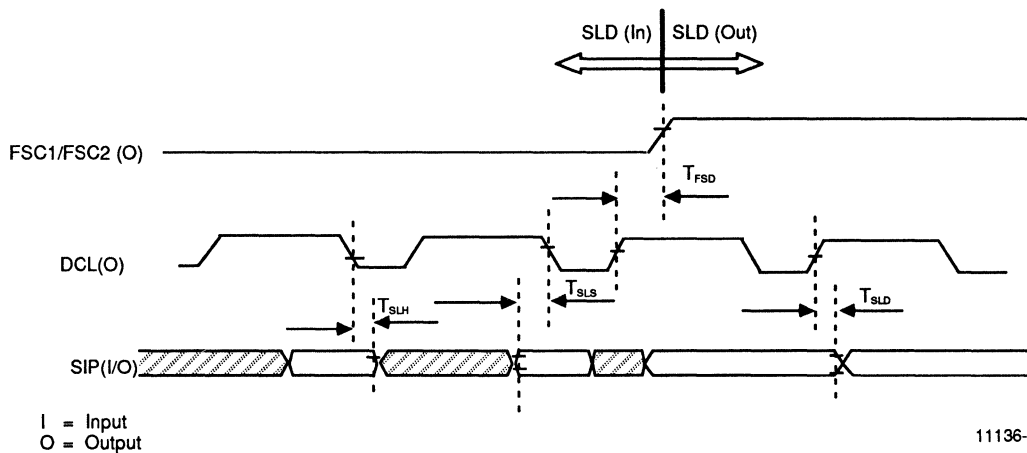 SLD (In) SLD (Out)
FSC1/FSC2 (O)
TFSD
DCL(O)
TSLH
TSLS
TSLD
SIP(I/O)
I = Input
O = Output
11136-